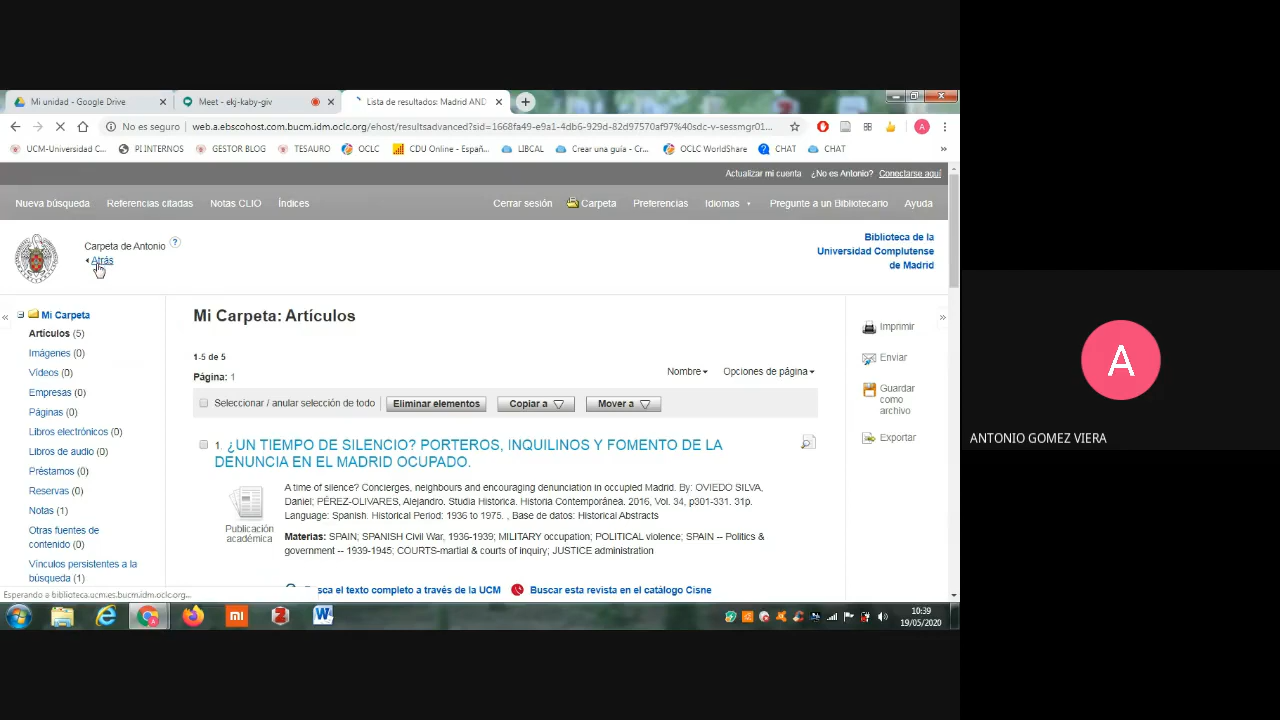 Mi unidad - Google Drive
Meet - ekj-kaby-giv
Lista de resultados: Madrid AND
No es seguro
web.b.ebscohost.com.bucm.idm.oclc.org/ehost/resultsadvanced?sid=1668fa49-e9a1-4db6-929d-82d97570af97%40sdc-v-sessmgr01...
UCM-Universidad C...
PI INTERNOS
GESTOR BLOG
TESAURO
OCLC
CDU Online - Españ...
LIBCAL
Crear una guía - Cr...
OCLC WorldShare
CHAT
CHAT
»
Actualizar mi cuenta ¿No es Antonio? Conectarse aquí
Nueva búsqueda Referencias citadas Notas CLIO Índices
Cerrar sesión Carpeta Preferencias Idiomas Pregunte a un Bibliotecario Ayuda
Carpeta de Antonio ?
Atrás
Biblioteca de la
Universidad Complutense
de Madrid
Mi Carpeta
Artículos (5)
Imágenes (0)
Vídeos (0)
Empresas (0)
Páginas (0)
Libros electrónicos (0)
Libros de audio (0)
Préstamos (0)
Reservas (0)
Notas (1)
Otras fuentes de
contenido (0)
Vínculos persistentes a la
búsqueda (1)
Mi Carpeta: Artículos
1-5 de 5
Página: 1
Nombre Opciones de página
Seleccionar / anular selección de todo Eliminar elementos Copiar a Mover a
1. ¿UN TIEMPO DE SILENCIO? PORTEROS, INQUILINOS Y FOMENTO DE LA
DENUNCIA EN EL MADRID OCUPADO.
Publicación
académica
A time of silence? Concierges, neighbours and encouraging denunciation in occupied Madrid. By: OVIEDO SILVA,
Daniel; PÉREZ-OLIVARES, Alejandro. Studia Historica. Historia Contemporánea. 2016, Vol. 34, p301-331. 31p.
Language: Spanish. Historical Period: 1936 to 1975. , Base de datos: Historical Abstracts
Materias: SPAIN; SPANISH Civil War, 1936-1939; MILITARY occupation; POLITICAL violence; SPAIN -- Politics &
government -- 1939-1945; COURTS-martial & courts of inquiry; JUSTICE administration
sca el texto completo a través de la UCM Buscar esta revista en el catálogo Cisne
Imprimir
Enviar
Guardar
como
archivo
Exportar
Esperando a biblioteca.ucm.es.bucm.idm.oclc.org...
10:39
19/05/2020
A
ANTONIO GOMEZ VIERA